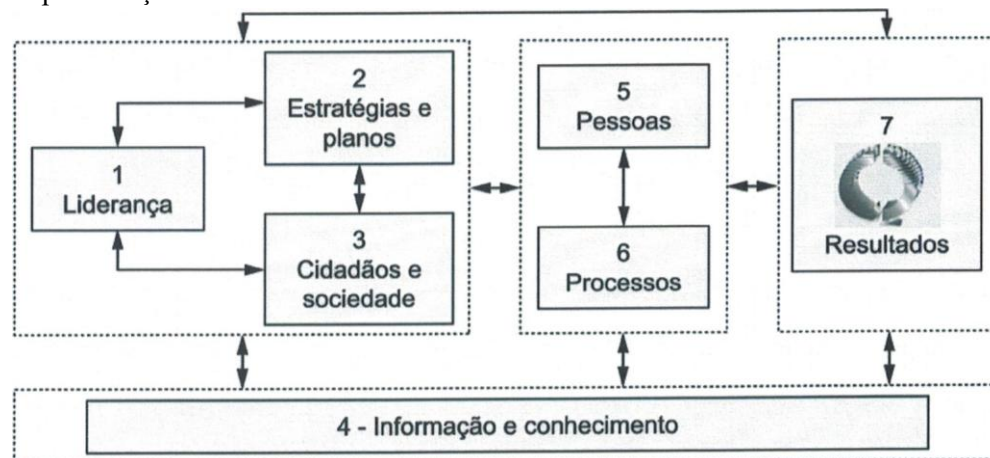 1
Liderança
2
Estratégias e
planos
3
Cidadãos e
sociedade
5
Pessoas
6
Processos
7
Resultados
4 - Informação e conhecimento